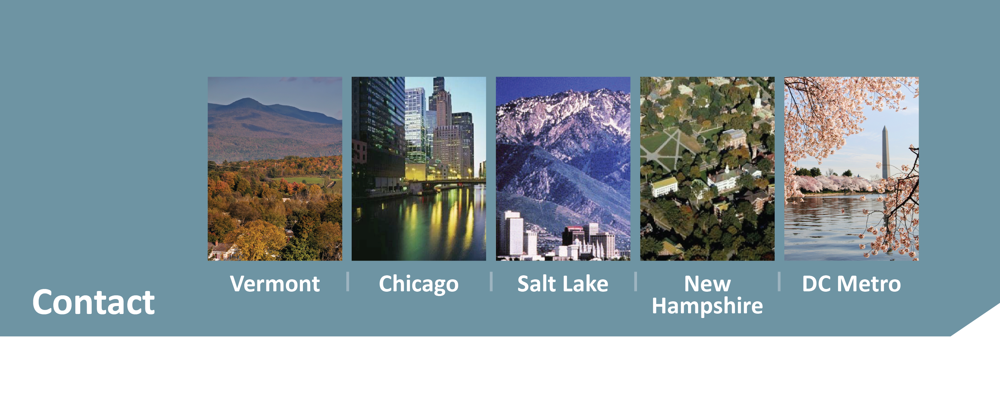 Contact
Vermont
Chicago
Salt Lake
New
Hampshire
DC Metro